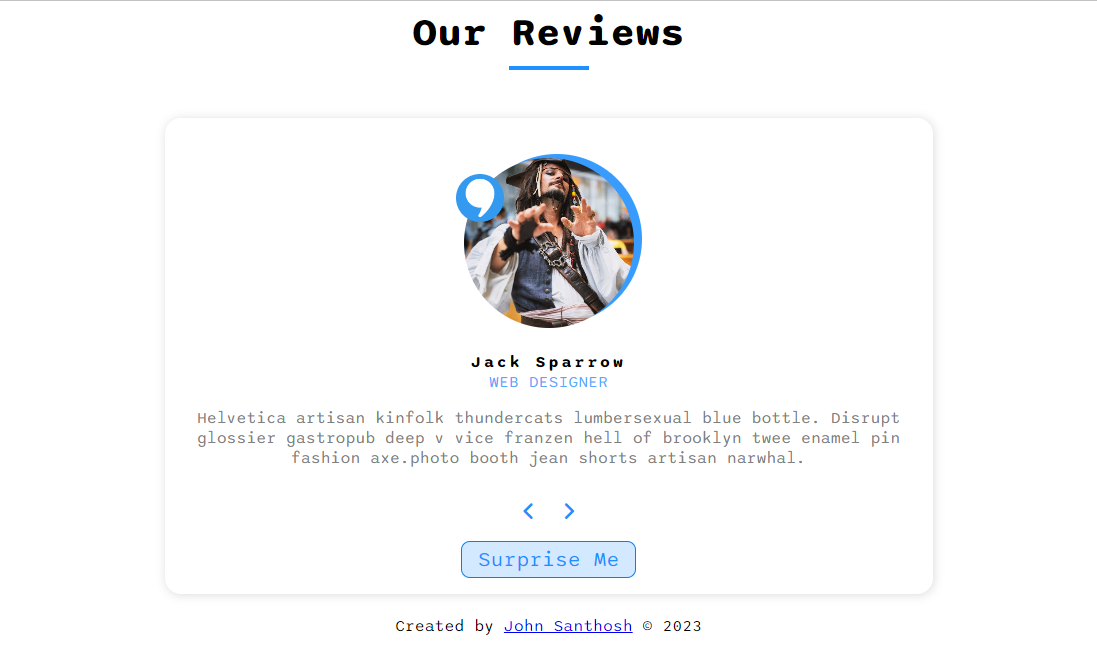 Our Reviews
Jack Sparrow
WEB DESIGNER
Helvetica artisan kinfolk thundercats lumbersexual blue bottle. Disrupt
glossier gastropub deep v vice franzen hell of brooklyn twee enamel pin
fashion axe.photo booth jean shorts artisan narwhal.
Surprise Me
Created by John Santhosh © 2023